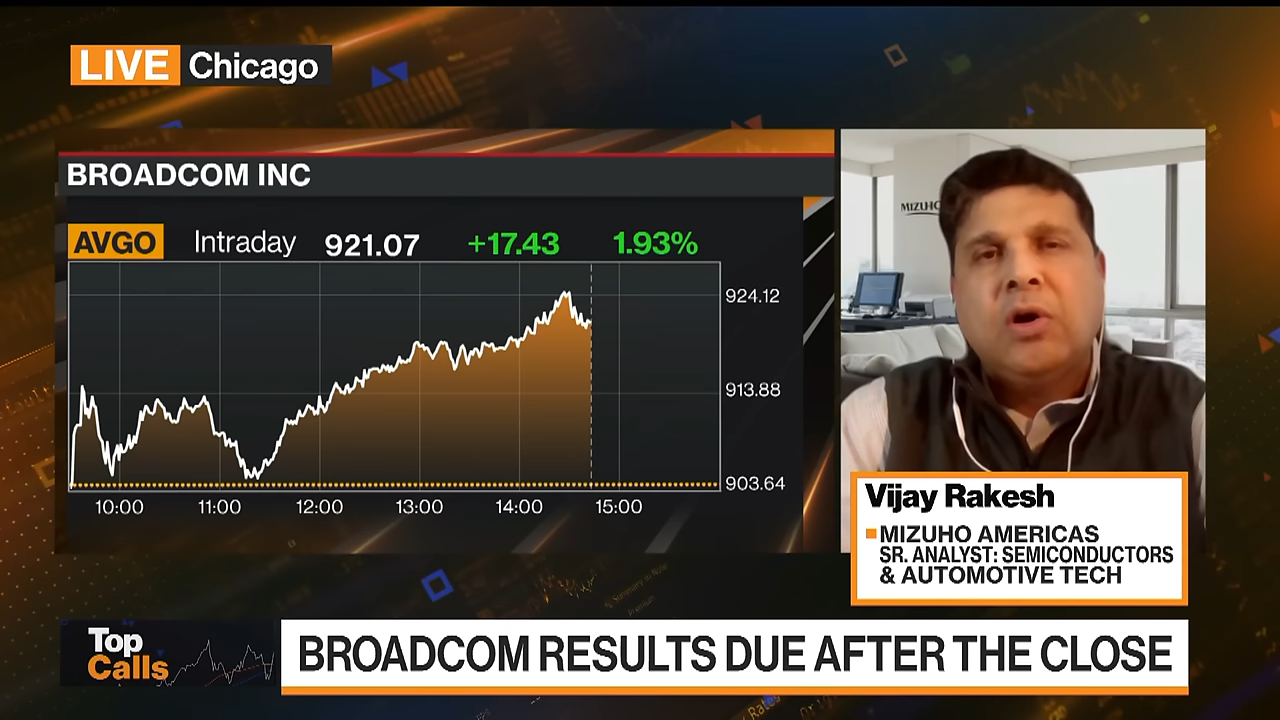 LIVE Chicago
BROADCOM INC
AVGO Intraday 921.07 +17.43 1.93%
924.12
913.88
903.64
10:00 11:00 12:00 13:00 14:00 15:00
Vijay Rakesh
MIZUHO AMERICAS
SR. ANALYST: SEMICONDUCTORS
& AUTOMOTIVE TECH
Top
Calls
BROADCOM RESULTS DUE AFTER THE CLOSE